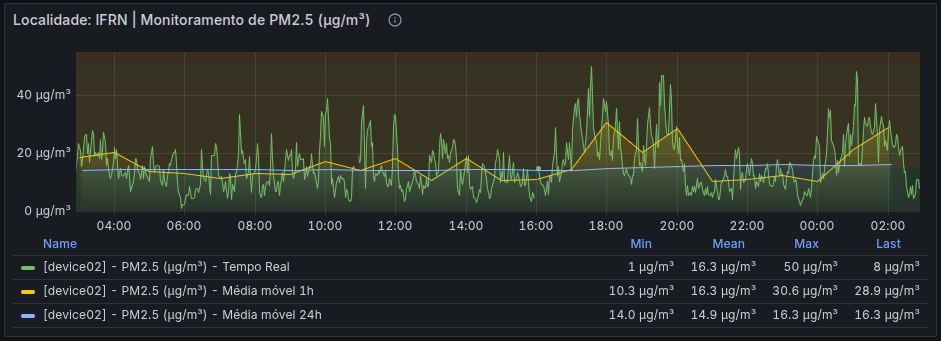 Localidade: IFRN | Monitoramento de PM2.5 (µg/m³)
40 µg/m³
20 µg/m³
0 µg/m³
04:00 06:00 08:00 10:00 12:00 14:00 16:00 18:00 20:00 22:00 00:00 02:00
Name Min Mean Max Last
[device02] - PM2.5 (µg/m³) - Tempo Real 1 µg/m³ 16.3 µg/m³ 50 µg/m³ 8 µg/m³
[device02] - PM2.5 (µg/m³) - Média móvel 1h 10.3 µg/m³ 16.3 µg/m³ 30.6 µg/m³ 28.9 µg/m³
[device02] - PM2.5 (µg/m³) - Média móvel 24h 14.0 µg/m³ 14.9 µg/m³ 16.3 µg/m³ 16.3 µg/m³